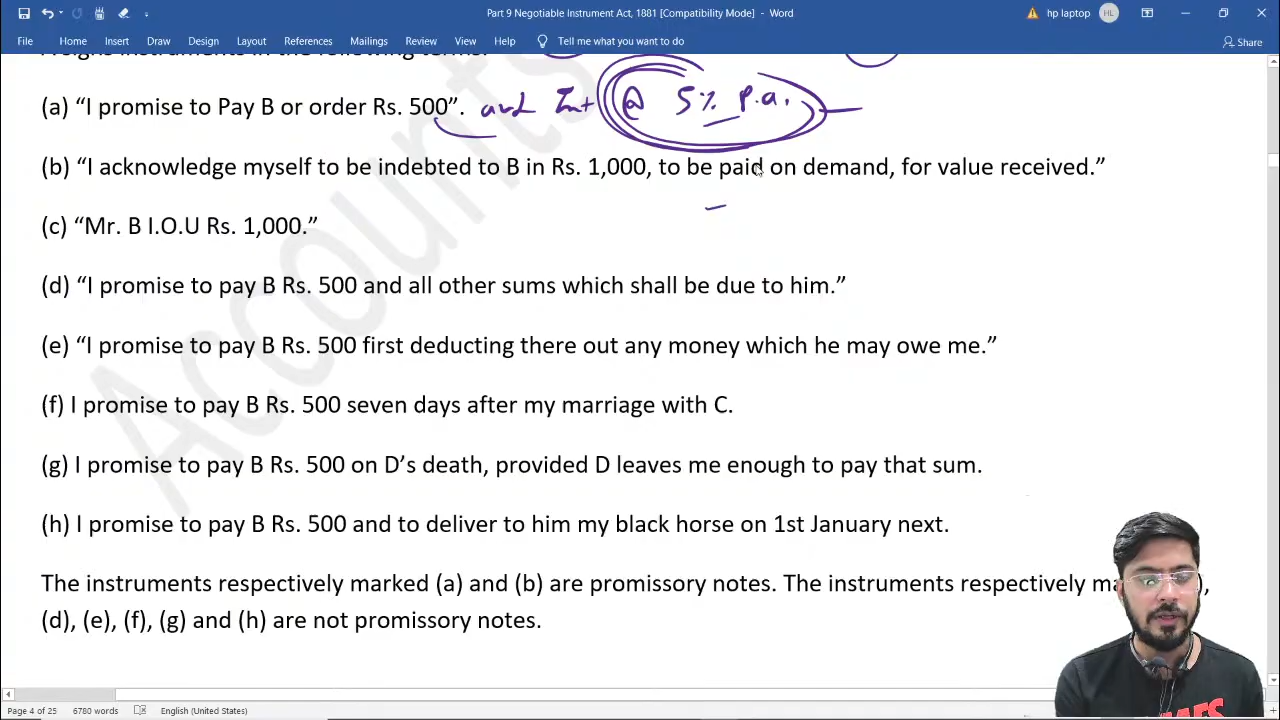 Part 9 Negotiable Instrument Act, 1881 [Compatibility Mode] - Word
hp laptop
HL
File Home Insert Draw Design Layout References Mailings Review View Help Tell me what you want to do
Share
A signs instruments in the following terms:
(a) “I promise to Pay B or order Rs. 500”. and Int @ 5% p.a.
(b) “I acknowledge myself to be indebted to B in Rs. 1,000, to be paid on demand, for value received.”
(c) “Mr. B I.O.U Rs. 1,000.”
(d) “I promise to pay B Rs. 500 and all other sums which shall be due to him.”
(e) “I promise to pay B Rs. 500 first deducting there out any money which he may owe me.”
(f) I promise to pay B Rs. 500 seven days after my marriage with C.
(g) I promise to pay B Rs. 500 on D’s death, provided D leaves me enough to pay that sum.
(h) I promise to pay B Rs. 500 and to deliver to him my black horse on 1st January next.
The instruments respectively marked (a) and (b) are promissory notes. The instruments respectively
(d), (e), (f), (g) and (h) are not promissory notes.
Accounts
Page 4 of 25 6780 words English (United States)